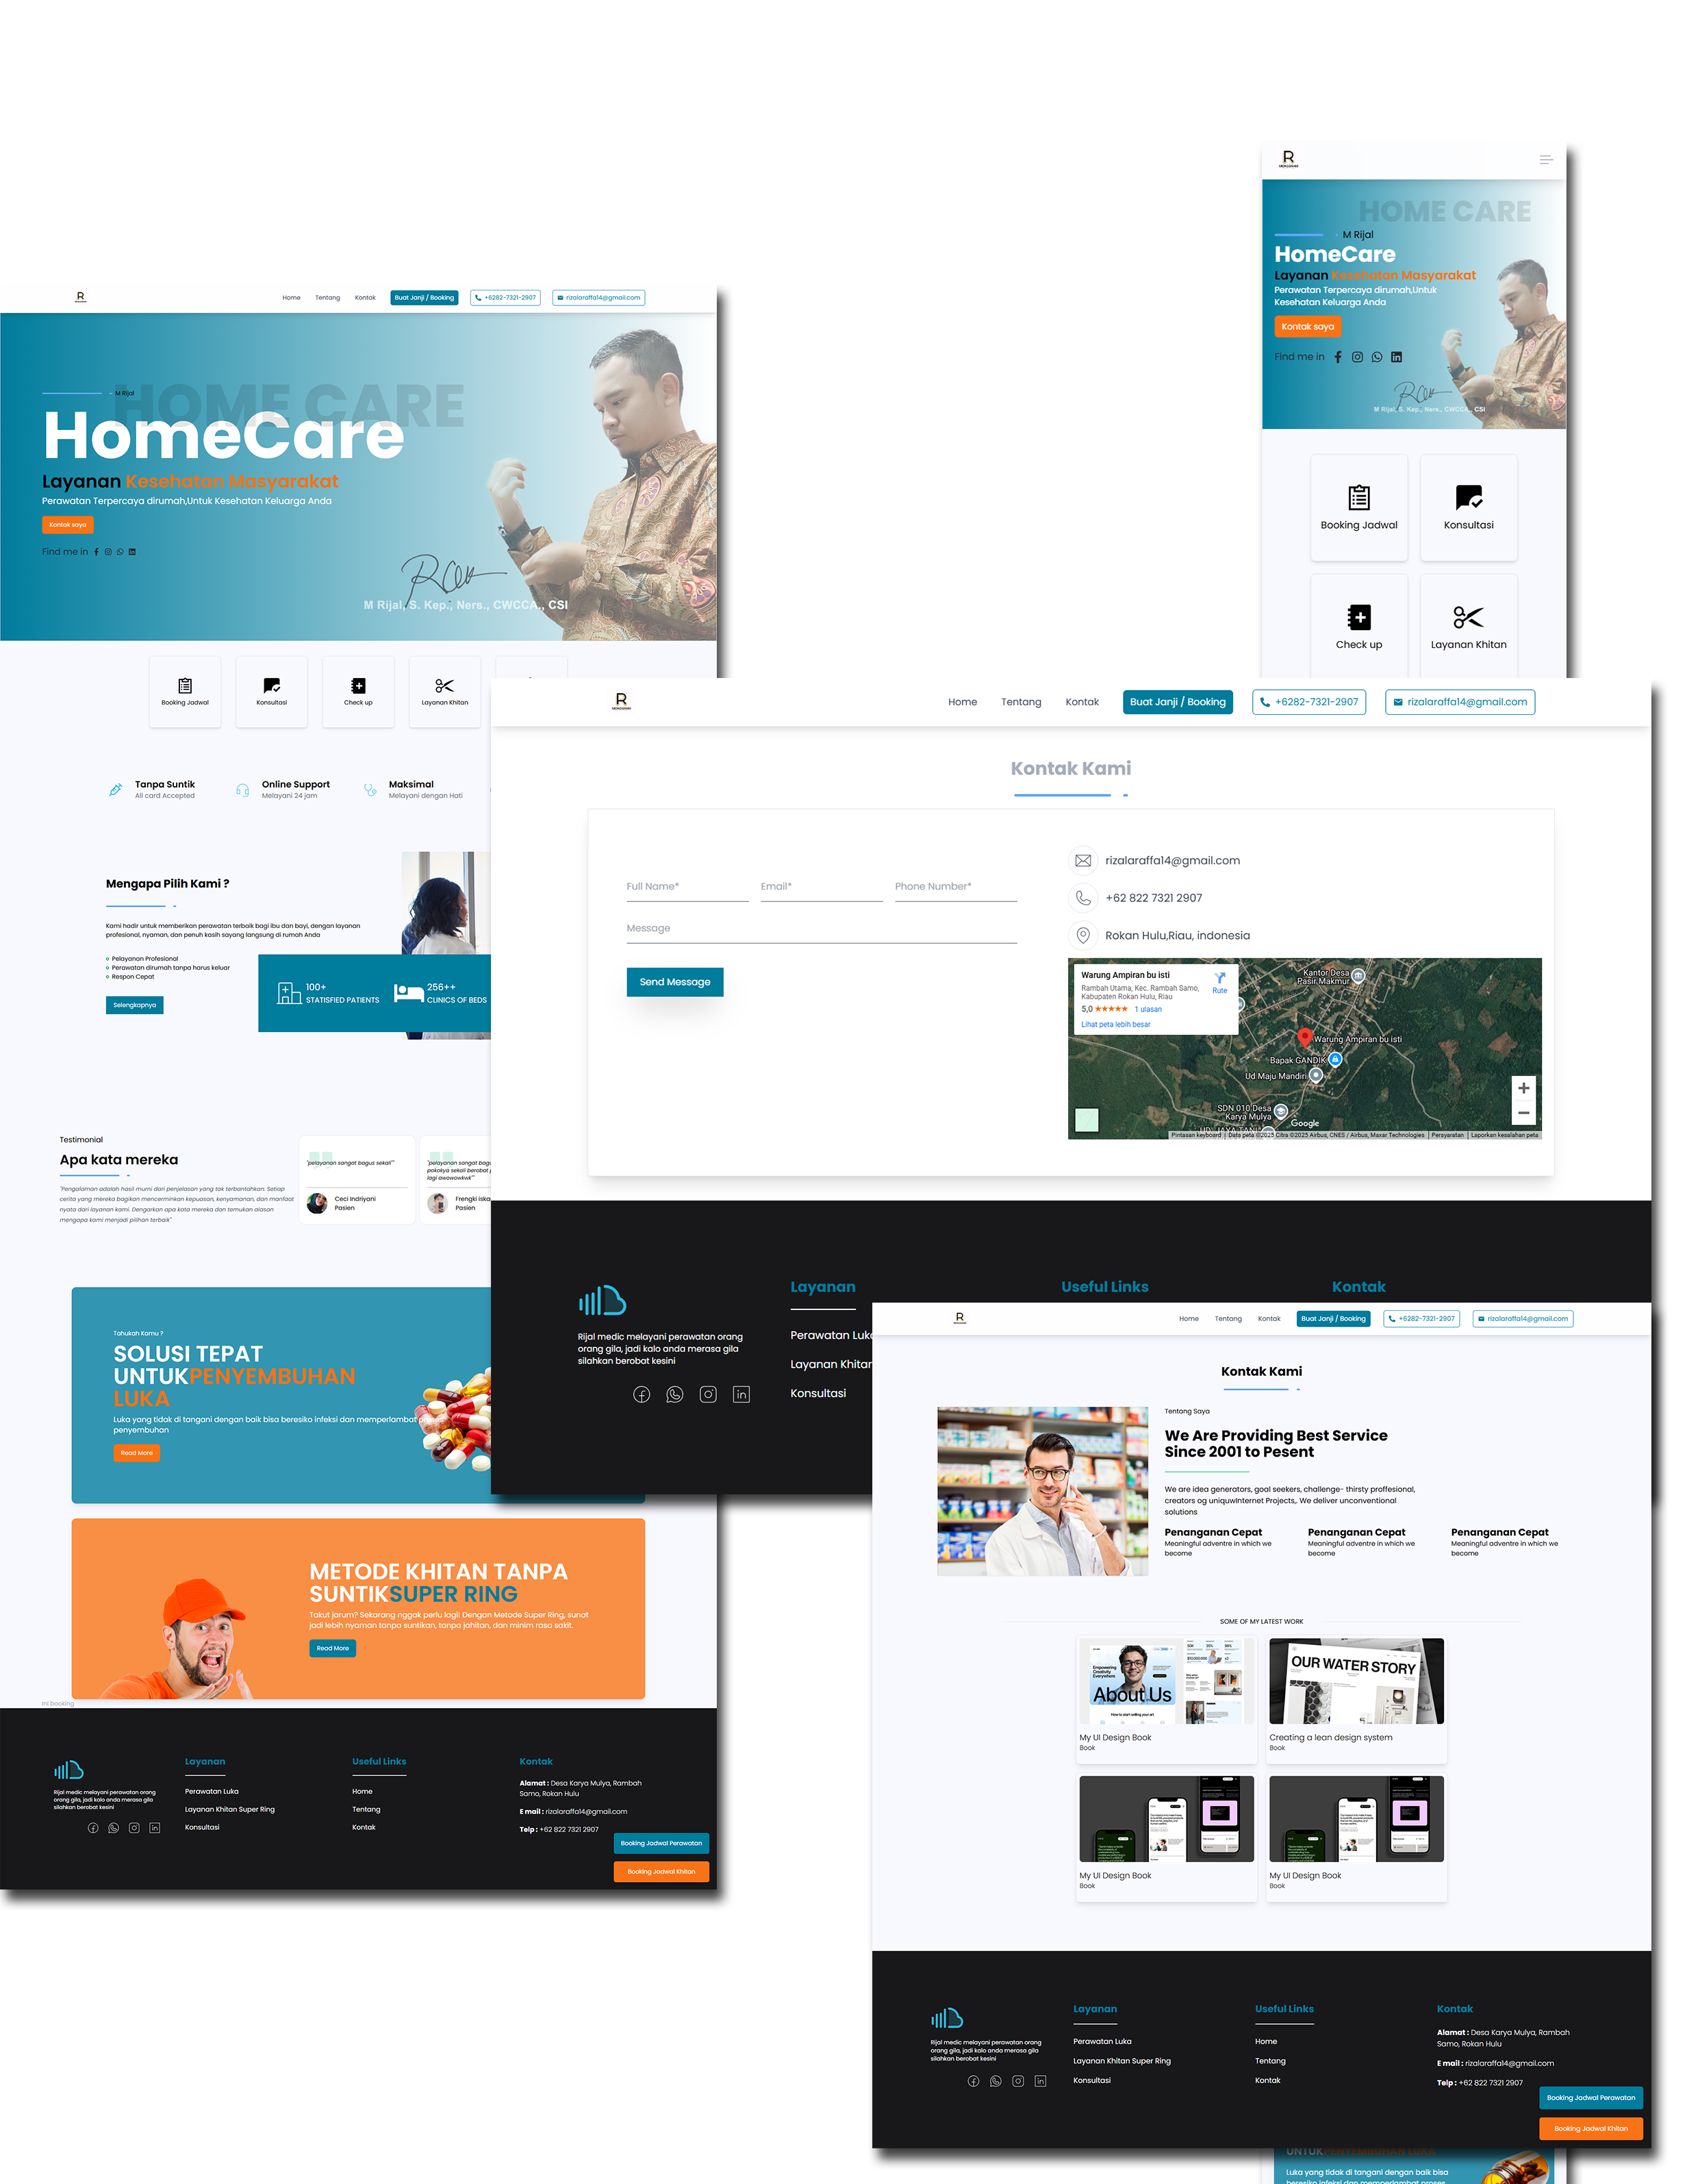 Home Tentang Kontak Buat Janji / Booking +6282-7321-2907 rizalaraffa14@gmail.com
HOME CARE
M Rijal
HomeCare
Layanan Kesehatan Masyarakat
Perawatan Terpercaya dirumah,Untuk Kesehatan Keluarga Anda
Kontak saya
Find me in
M Rijal, S. Kep., Ners., CWCCA., CSI
Booking Jadwal Konsultasi Check up Layanan Khitan
Tanpa Suntik Online Support Maksimal
All card Accepted Melayani 24 jam Melayani dengan Hati
Mengapa Pilih Kami ?
Kami hadir untuk memberikan perawatan terbaik bagi ibu dan bayi, dengan layanan
profesional, nyaman, dan penuh kasih sayang langsung di rumah Anda
Pelayanan Profesional
Perawatan dirumah tanpa harus keluar
Respon Cepat
Selengkapnya
100+
STATISFIED PATIENTS
256++
CLINICS OF BEDS
Testimonial
Apa kata mereka
"Pengalaman adalah hasil murni dari penjelasan yang tak terbantahkan. Setiap
cerita yang mereka bagikan mencerminkan kepuasan, kenyamanan, dan manfaat
nyata dari layanan kami. Dengarkan apa kata mereka dan temukan alasan
mengapa kami menjadi pilihan terbaik"
"pelayanan sangat bagus sekali"
Ceci Indriyani
Pasien
"pelayanan sangat bagu
pokokya sekali berobat
lagi awawawkwk"
Frengki iska
Pasien
Tahukah Kamu ?
SOLUSI TEPAT
UNTUKPENYEMBUHAN
LUKA
Luka yang tidak di tangani dengan baik bisa beresiko infeksi dan memperlambat proses
penyembuhan
Read More
METODE KHITAN TANPA
SUNTIKSUPER RING
Takut jarum? Sekarang nggak perlu lagi! Dengan Metode Super Ring, sunat
jadi lebih nyaman tanpa suntikan, tanpa jahitan, dan minim rasa sakit.
Read More
ini booking
Rijal medic melayani perawatan orang
orang gila, jadi kalo anda merasa gila
silahkan berobat kesini
Layanan
Perawatan Luka
Layanan Khitan Super Ring
Konsultasi
Useful Links
Home
Tentang
Kontak
Kontak
Alamat : Desa Karya Mulya, Rambah
Samo, Rokan Hulu
E mail : rizalaraffa14@gmail.com
Telp : +62 822 7321 2907
Booking Jadwal Perawatan
Booking Jadwal Khitan
HOME CARE
M Rijal
HomeCare
Layanan Kesehatan Masyarakat
Perawatan Terpercaya dirumah,Untuk
Kesehatan Keluarga Anda
Kontak saya
Find me in
M Rijal, S. Kep., Ners., CWCCA., CSI
Booking Jadwal Konsultasi
Check up Layanan Khitan
Home Tentang Kontak Buat Janji / Booking +6282-7321-2907 rizalaraffa14@gmail.com
Kontak Kami
Full Name* Email* Phone Number*
Message
Send Message
rizalaraffa14@gmail.com
+62 822 7321 2907
Rokan Hulu,Riau, indonesia
Warung Ampiran bu isti
Rambah Utama, Kec. Rambah Samo,
Kabupaten Rokan Hulu, Riau
5,0 ★★★★★ 1 ulasan
Lihat peta lebih besar
Rute
Kantor Desa
Pasir Makmur
Warung Ampiran bu isti
Bapak GANDIK
Ud Maju Mandiri
SDN 010 Desa
Karya Mulya
UD. JAYA TANI
Google
Pintasan keyboard Data peta ©2025 Citra ©2025 Airbus, CNES / Airbus, Maxar Technologies Persyaratan Laporkan kesalahan peta
Rijal medic melayani perawatan orang
orang gila, jadi kalo anda merasa gila
silahkan berobat kesini
Layanan
Perawatan Luka
Layanan Khitan
Konsultasi
Useful Links
Kontak
Home Tentang Kontak Buat Janji / Booking +6282-7321-2907 rizalaraffa14@gmail.com
Kontak Kami
Tentang Saya
We Are Providing Best Service
Since 2001 to Pesent
We are idea generators, goal seekers, challenge- thirsty proffesional,
creators og uniquwInternet Projects,. We deliver unconventional
solutions
Penanganan Cepat Penanganan Cepat Penanganan Cepat
Meaningful adventre in which we Meaningful adventre in which we Meaningful adventre in which we
become become become
SOME OF MY LATEST WORK
Empowering
Creativity
Everywhere
About Us
How to start selling your art
OUR WATER STORY
My UI Design Book
Book
Creating a lean design system
Book
My UI Design Book
Book
My UI Design Book
Book
Rijal medic melayani perawatan orang
orang gila, jadi kalo anda merasa gila
silahkan berobat kesini
Layanan
Perawatan Luka
Layanan Khitan Super Ring
Konsultasi
Useful Links
Home
Tentang
Kontak
Kontak
Alamat : Desa Karya Mulya, Rambah
Samo, Rokan Hulu
E mail : rizalaraffa14@gmail.com
Telp : +62 822 7321 2907
Booking Jadwal Perawatan
Booking Jadwal Khitan
UNTUKPENYEMBUHAN LUKA
Luka yang tidak di tangani dengan baik bisa
beresiko infeksi dan memperlambat proses